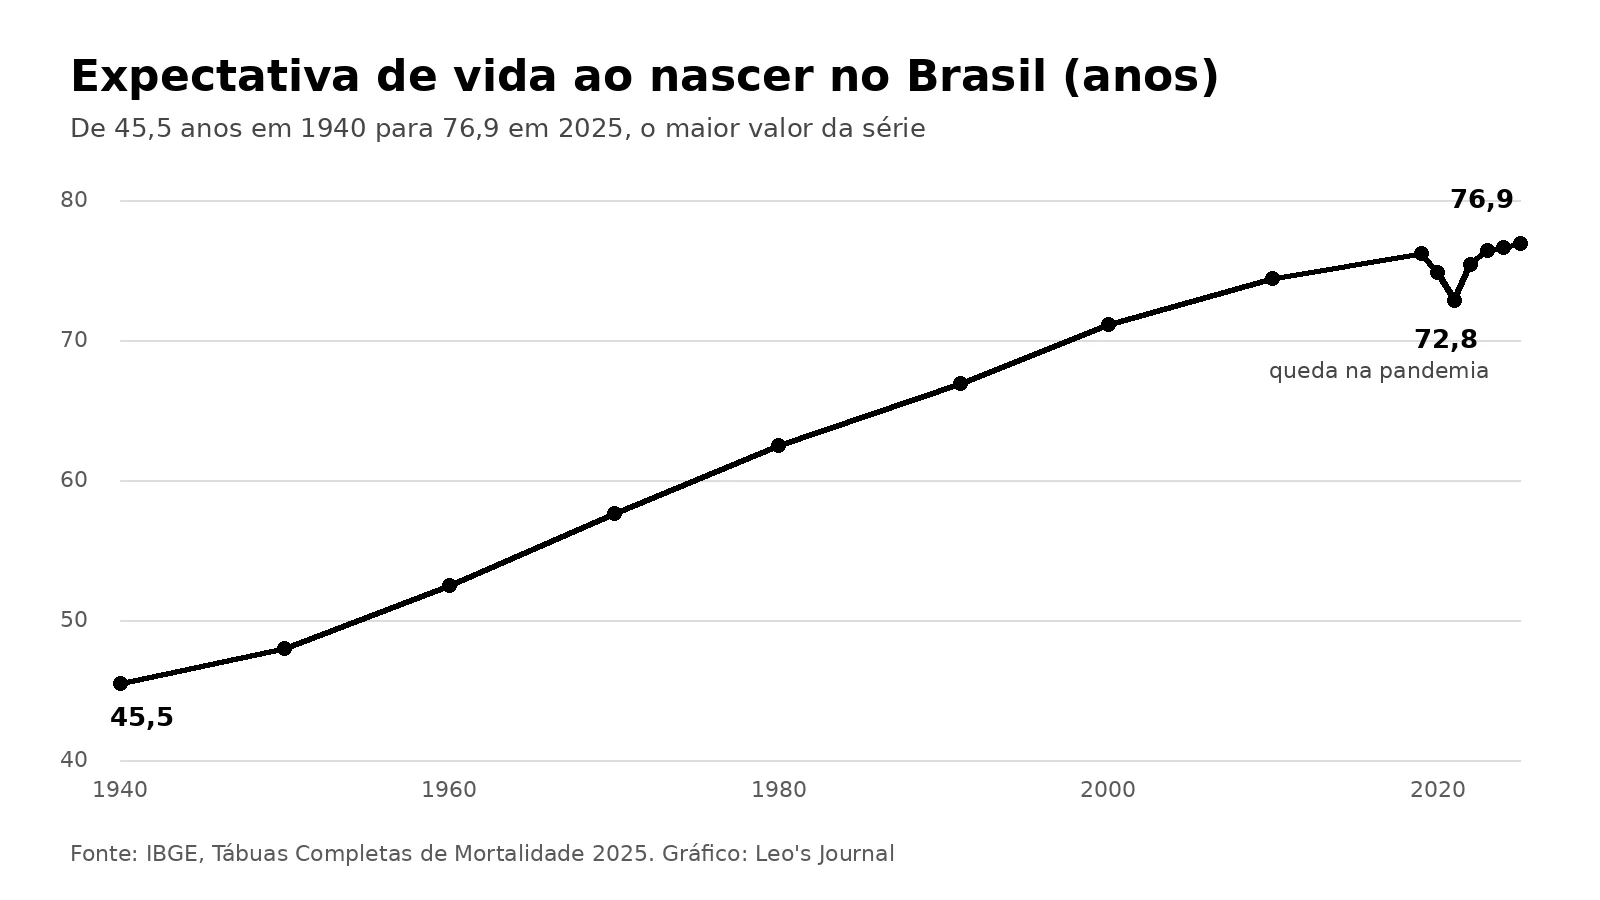 Expectativa de vida ao nascer no Brasil (anos)
De 45,5 anos em 1940 para 76,9 em 2025, o maior valor da série
80
76,9
70
72,8
queda na pandemia
60
50
45,5
40
1940 1960 1980 2000 2020
Fonte: IBGE, Tábuas Completas de Mortalidade 2025. Gráfico: Leo's Journal